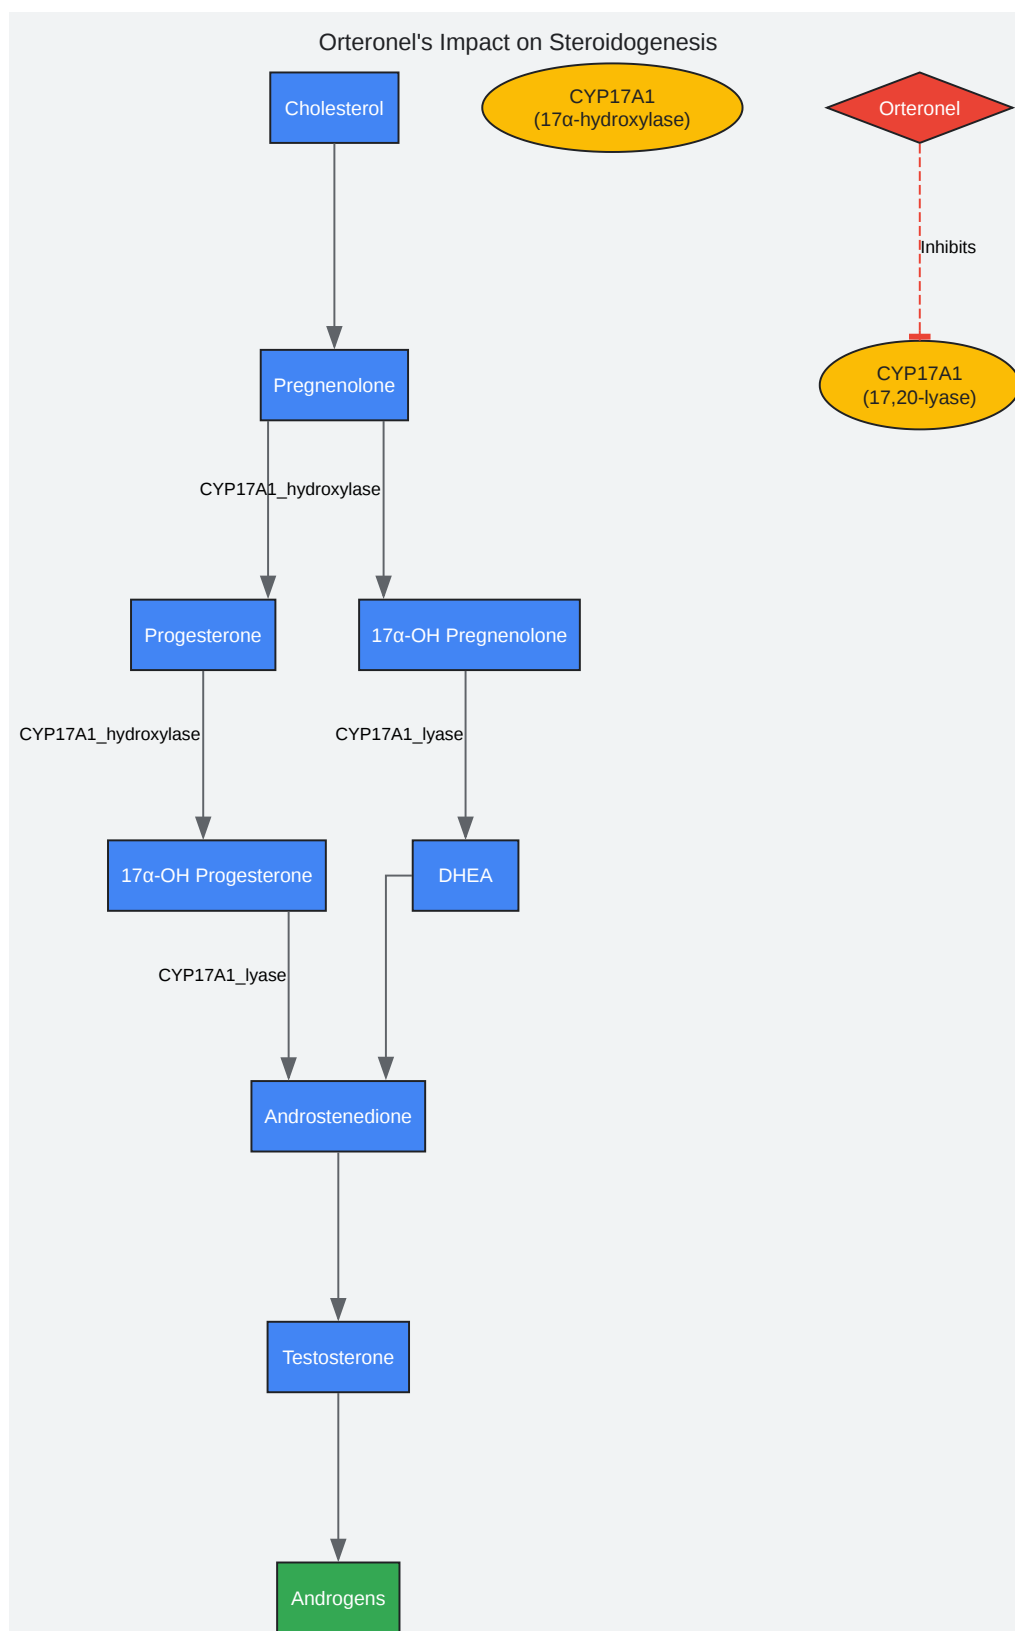 Orteronel's Impact on Steroidogenesis
Cholesterol
CYP17A1
(17α-hydroxylase)
Orteronel
Inhibits
Pregnenolone
CYP17A1
(17,20-lyase)
CYP17A1_hydroxylase
Progesterone
17α-OH Pregnenolone
CYP17A1_hydroxylase
CYP17A1_lyase
17α-OH Progesterone
DHEA
CYP17A1_lyase
Androstenedione
Testosterone
Androgens